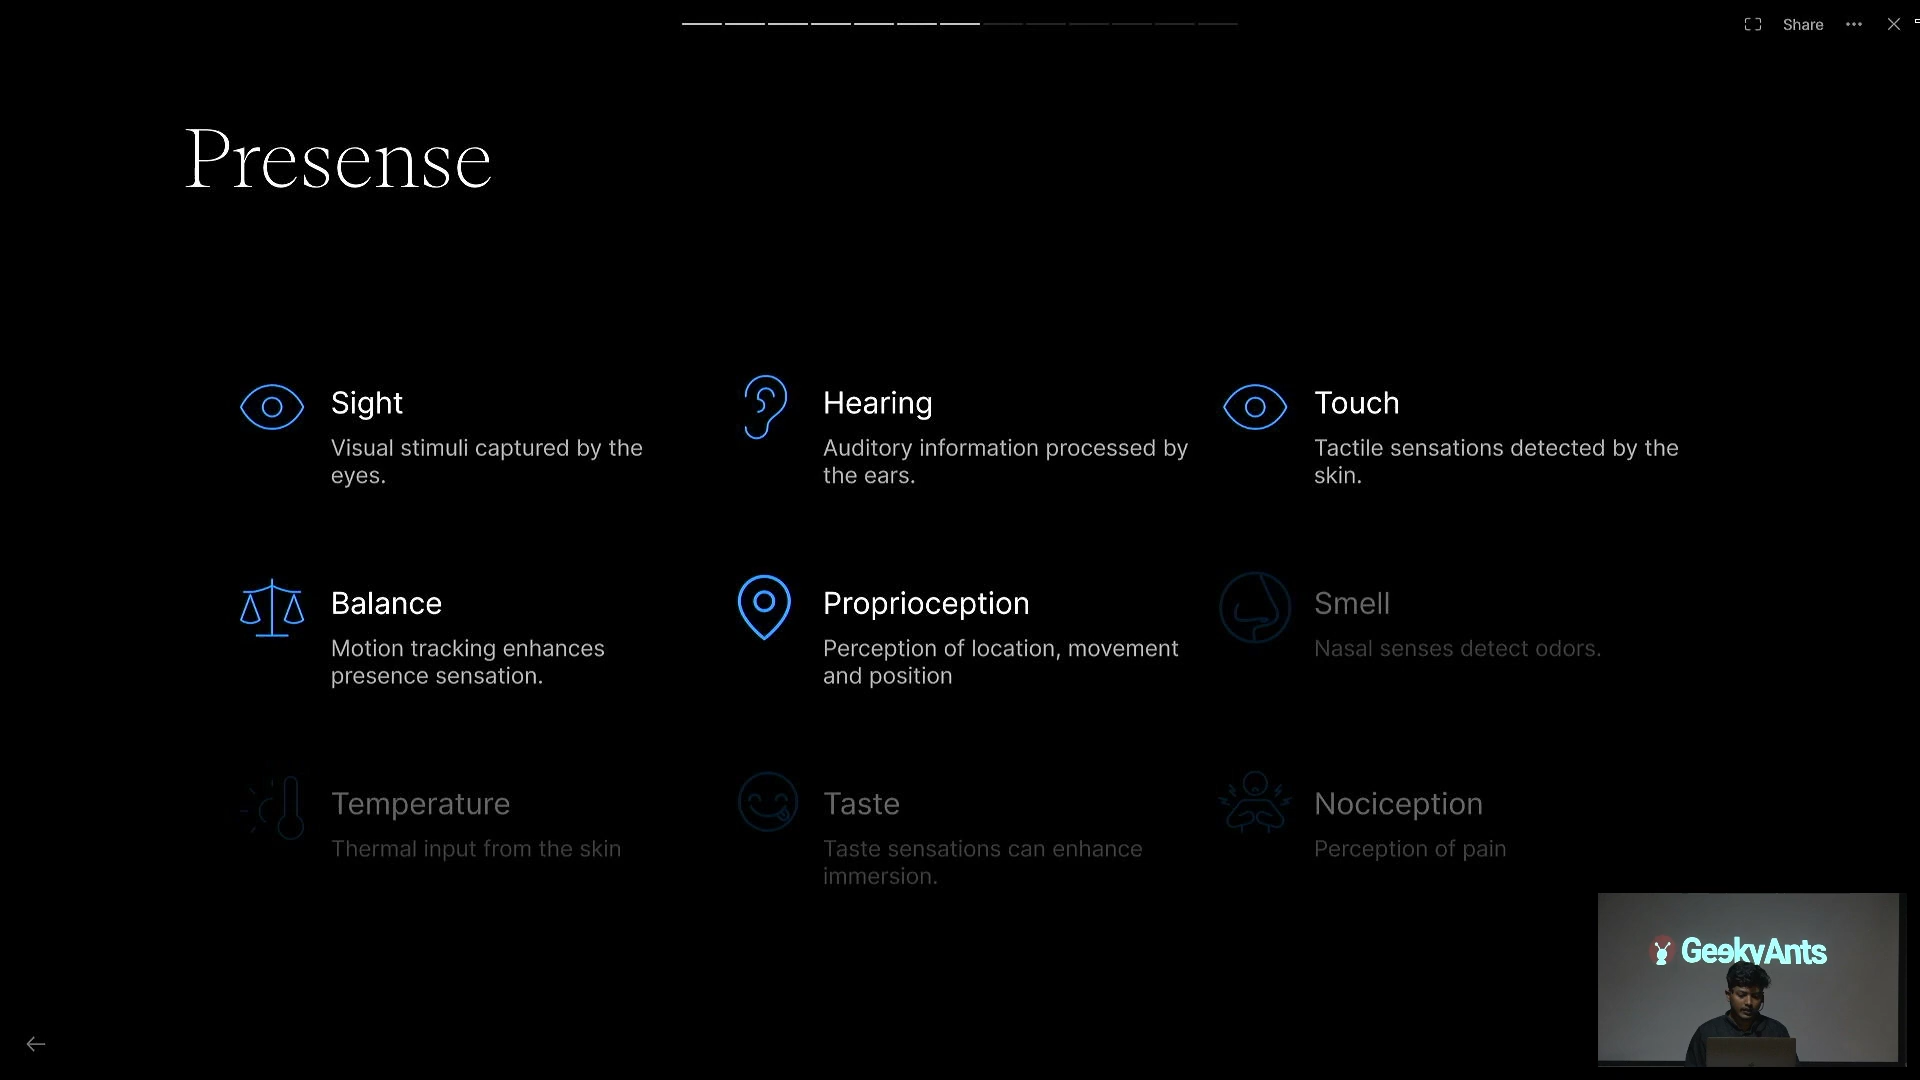 Share
Presense
Sight
Visual stimuli captured by the
eyes.
Hearing
Auditory information processed by
the ears.
Touch
Tactile sensations detected by the
skin.
Balance
Motion tracking enhances
presence sensation.
Proprioception
Perception of location, movement
and position
Smell
Nasal senses detect odors.
Temperature
Thermal input from the skin
Taste
Taste sensations can enhance
immersion.
Nociception
Perception of pain
GeekyAnts